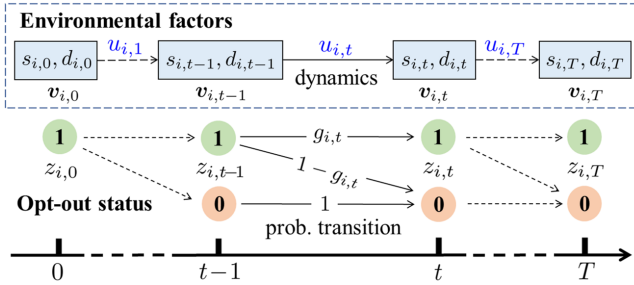 Environmental factors
u_{i,1} u_{i,t} u_{i,T}
s_{i,0}, d_{i,0} s_{i,t−1}, d_{i,t−1} s_{i,t}, d_{i,t} s_{i,T}, d_{i,T}
dynamics
v_{i,0} v_{i,t−1} v_{i,t} v_{i,T}
1 1 g_{i,t} 1 1
z_{i,0} z_{i,t−1} 1 − g_{i,t} z_{i,t} z_{i,T}
Opt-out status 0 1 0 0
prob. transition
0 t−1 t T